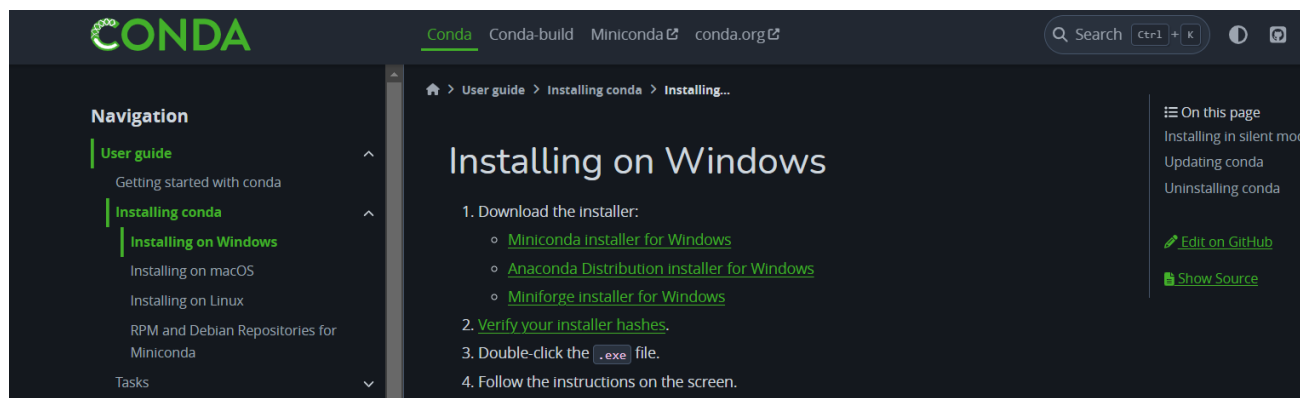 CONDA
Conda Conda-build Miniconda conda.org
Search Ctrl + K
Navigation
User guide
Getting started with conda
Installing conda
Installing on Windows
Installing on macOS
Installing on Linux
RPM and Debian Repositories for
Miniconda
Tasks
> User guide > Installing conda > Installing...
Installing on Windows
1. Download the installer:
Miniconda installer for Windows
Anaconda Distribution installer for Windows
Miniforge installer for Windows
2. Verify your installer hashes.
3. Double-click the .exe file.
4. Follow the instructions on the screen.
On this page
Installing in silent mo
Updating conda
Uninstalling conda
Edit on GitHub
Show Source